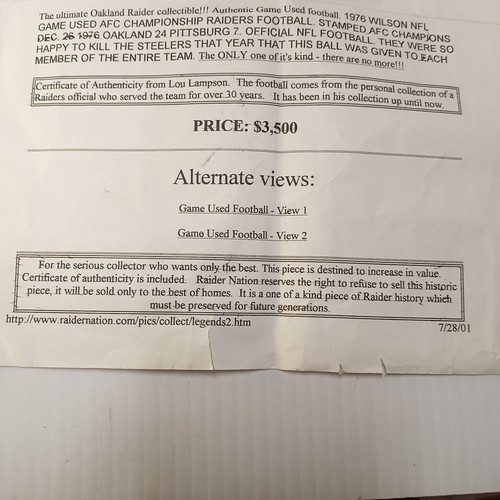 The ultimate Oakland Raider collectible!!! Authentic Game Used football. 1976 WILSON NFL
GAME USED AFC CHAMPIONSHIP RAIDERS FOOTBALL. STAMPED AFC CHAMPIONS
DEC. 26 1976 OAKLAND 24 PITTSBURG 7. OFFICIAL NFL FOOTBALL. THEY WERE SO
HAPPY TO KILL THE STEELERS THAT YEAR THAT THIS BALL WAS GIVEN TO EACH
MEMBER OF THE ENTIRE TEAM. The ONLY one of it's kind - there are no more!!!
Certificate of Authenticity from Lou Lampson. The football comes from the personal collection of a
Raiders official who served the team for over 30 years. It has been in his collection up until now.
PRICE: $3,500
Alternate views:
Game Used Football - View 1
Game Used Football - View 2
For the serious collector who wants only the best. This piece is destined to increase in value.
Certificate of authenticity is included. Raider Nation reserves the right to refuse to sell this historic
piece, it will be sold only to the best of homes. It is a one of a kind piece of Raider history which
must be preserved for future generations.
http://www.raidernation.com/pics/collect/legends2.htm
7/28/01